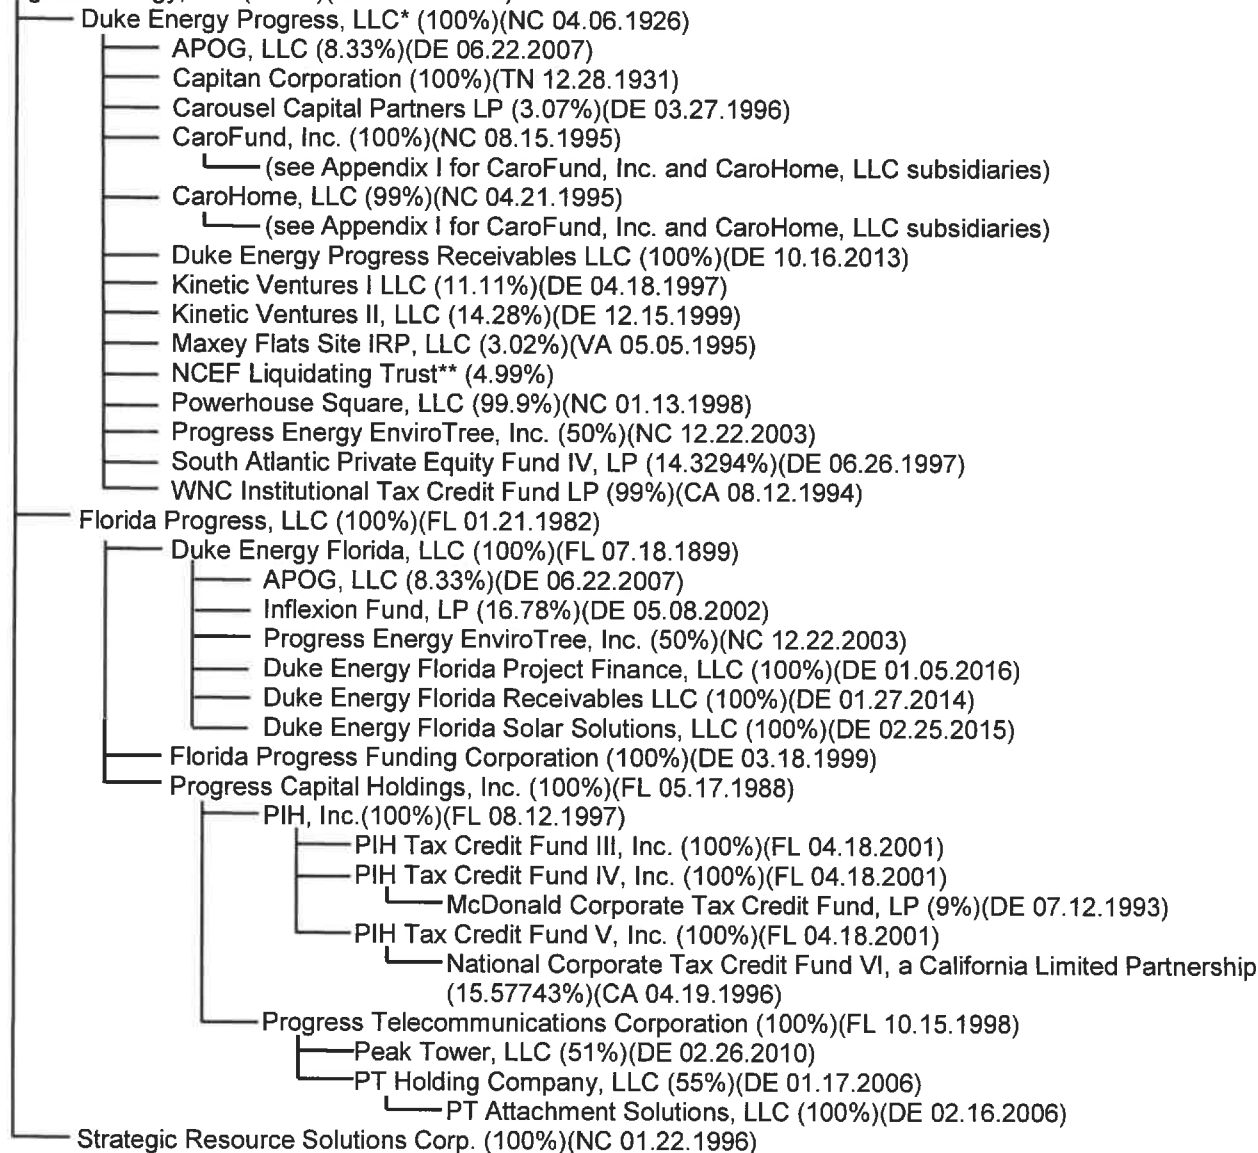 Duke Energy Progress, LLC* (100%)(NC 04.06.1926)
APOG, LLC (8.33%)(DE 06.22.2007)
Capitan Corporation (100%)(TN 12.28.1931)
Carousel Capital Partners LP (3.07%)(DE 03.27.1996)
CaroFund, Inc. (100%)(NC 08.15.1995)
(see Appendix I for CaroFund, Inc. and CaroHome, LLC subsidiaries)
CaroHome, LLC (99%)(NC 04.21.1995)
(see Appendix I for CaroFund, Inc. and CaroHome, LLC subsidiaries)
Duke Energy Progress Receivables LLC (100%)(DE 10.16.2013)
Kinetic Ventures I LLC (11.11%)(DE 04.18.1997)
Kinetic Ventures II, LLC (14.28%)(DE 12.15.1999)
Maxey Flats Site IRP, LLC (3.02%)(VA 05.05.1995)
NCEF Liquidating Trust** (4.99%)
Powerhouse Square, LLC (99.9%)(NC 01.13.1998)
Progress Energy EnviroTree, Inc. (50%)(NC 12.22.2003)
South Atlantic Private Equity Fund IV, LP (14.3294%)(DE 06.26.1997)
WNC Institutional Tax Credit Fund LP (99%)(CA 08.12.1994)
Florida Progress, LLC (100%)(FL 01.21.1982)
Duke Energy Florida, LLC (100%)(FL 07.18.1899)
APOG, LLC (8.33%)(DE 06.22.2007)
Inflexion Fund, LP (16.78%)(DE 05.08.2002)
Progress Energy EnviroTree, Inc. (50%)(NC 12.22.2003)
Duke Energy Florida Project Finance, LLC (100%)(DE 01.05.2016)
Duke Energy Florida Receivables LLC (100%)(DE 01.27.2014)
Duke Energy Florida Solar Solutions, LLC (100%)(DE 02.25.2015)
Florida Progress Funding Corporation (100%)(DE 03.18.1999)
Progress Capital Holdings, Inc. (100%)(FL 05.17.1988)
PIH, Inc.(100%)(FL 08.12.1997)
PIH Tax Credit Fund III, Inc. (100%)(FL 04.18.2001)
PIH Tax Credit Fund IV, Inc. (100%)(FL 04.18.2001)
McDonald Corporate Tax Credit Fund, LP (9%)(DE 07.12.1993)
PIH Tax Credit Fund V, Inc. (100%)(FL 04.18.2001)
National Corporate Tax Credit Fund VI, a California Limited Partnership
(15.57743%)(CA 04.19.1996)
Progress Telecommunications Corporation (100%)(FL 10.15.1998)
Peak Tower, LLC (51%)(DE 02.26.2010)
PT Holding Company, LLC (55%)(DE 01.17.2006)
PT Attachment Solutions, LLC (100%)(DE 02.16.2006)
Strategic Resource Solutions Corp. (100%)(NC 01.22.1996)